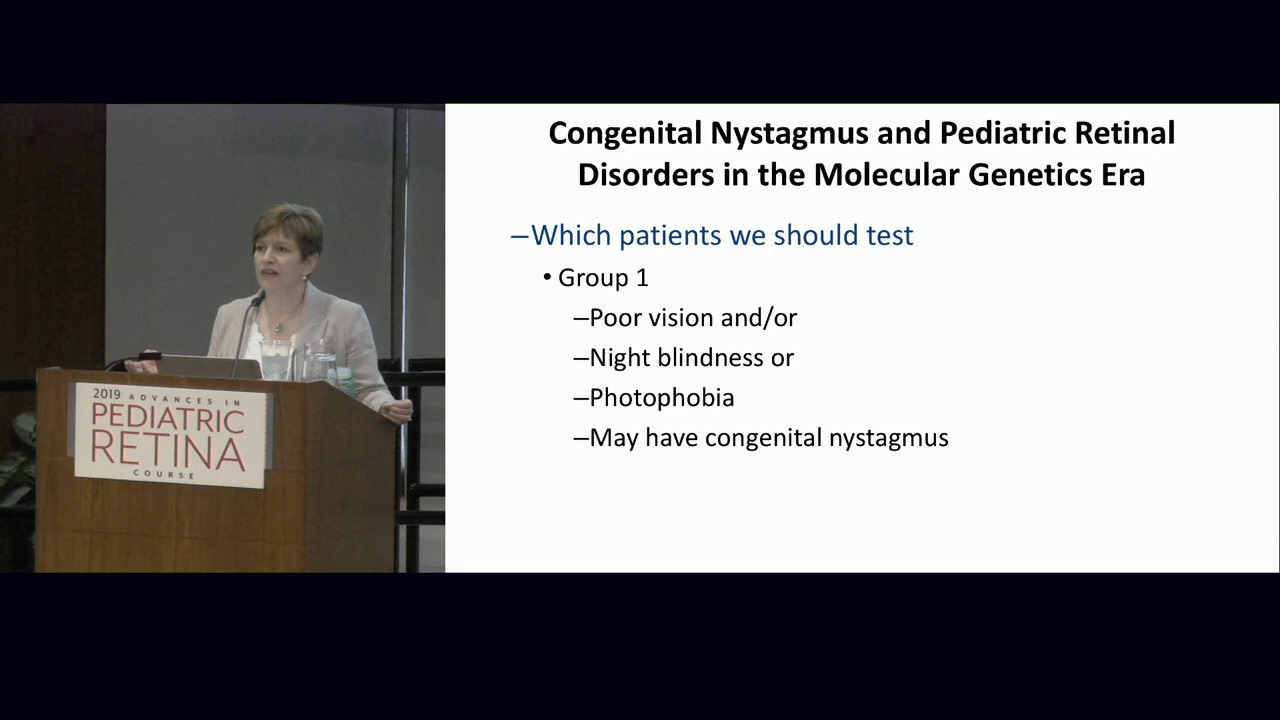 Congenital Nystagmus and Pediatric Retinal
Disorders in the Molecular Genetics Era
–Which patients we should test
• Group 1
–Poor vision and/or
–Night blindness or
–Photophobia
–May have congenital nystagmus
2019 ADVANCES IN
PEDIATRIC
RETINA
COURSE